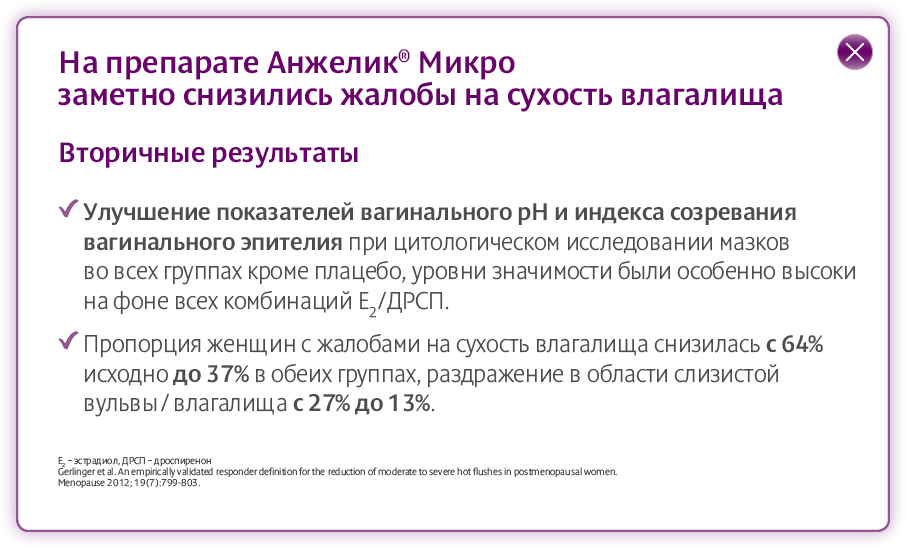 На препарате Анжелик® Микро
заметно снизились жалобы на сухость влагалища
Вторичные результаты
✓ Улучшение показателей вагинального pH и индекса созревания
вагинального эпителия при цитологическом исследовании мазков
во всех группах кроме плацебо, уровни значимости были особенно высоки
на фоне всех комбинаций E₂/ДРСП.
✓ Пропорция женщин с жалобами на сухость влагалища снизилась с 64%
исходно до 37% в обеих группах, раздражение в области слизистой
вульвы / влагалища с 27% до 13%.
E₂ – эстрадиол, ДРСП – дроспиренон
Gerlinger et al. An empirically validated responder definition for the reduction of moderate to severe hot flushes in postmenopausal women.
Menopause 2012; 19(7):799-803.